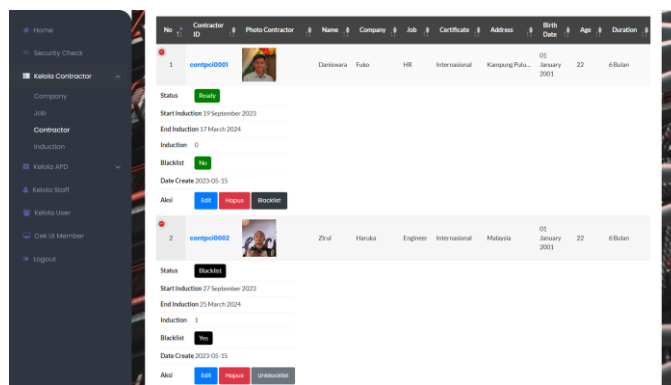 Home
Security Check
Kelola Contractor
Company
Job
Contractor
Induction
Kelola APD
Kelola Staff
Kelola User
Cek UI Member
Logout
No Contractor ID Photo Contractor Name Company Job Certificate Address Birth Date Age Duration
1 contpci0001 Daniswara Fuko HR Internasional Kampung Pulu... 01 January 2001 22 6 Bulan
Status Ready
Start Induction 19 September 2023
End Induction 17 March 2024
Induction 0
Blacklist No
Date Create 2023-05-15
Aksi Edit Hapus Blacklist
2 contpci0002 Zirul Haruka Engineer Internasional Malaysia 01 January 2001 22 6 Bulan
Status Blacklist
Start Induction 27 September 2023
End Induction 25 March 2024
Induction 1
Blacklist Yes
Date Create 2023-05-15
Aksi Edit Hapus Unblacklist